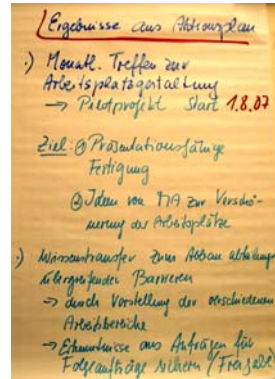 Ergebnisse aus Aktionsplan
·) Monatl. Treffen zur
Arbeitsplatzgestaltung
→ Pilotprojekt Start 1.8.07
Ziel: ① Präsentationsfähige
Fertigung
② Ideen von MA zur Verschö-
nerung der Arbeitsplätze
·) Wissenstransfer zum Abbau abteilungs-
übergreifender Barrieren
→ durch Vorstellung der verschiedenen
Arbeitsbereiche
→ Erkenntnisse aus Aufträgen für
Folgeaufträge sichern (Freigabe)